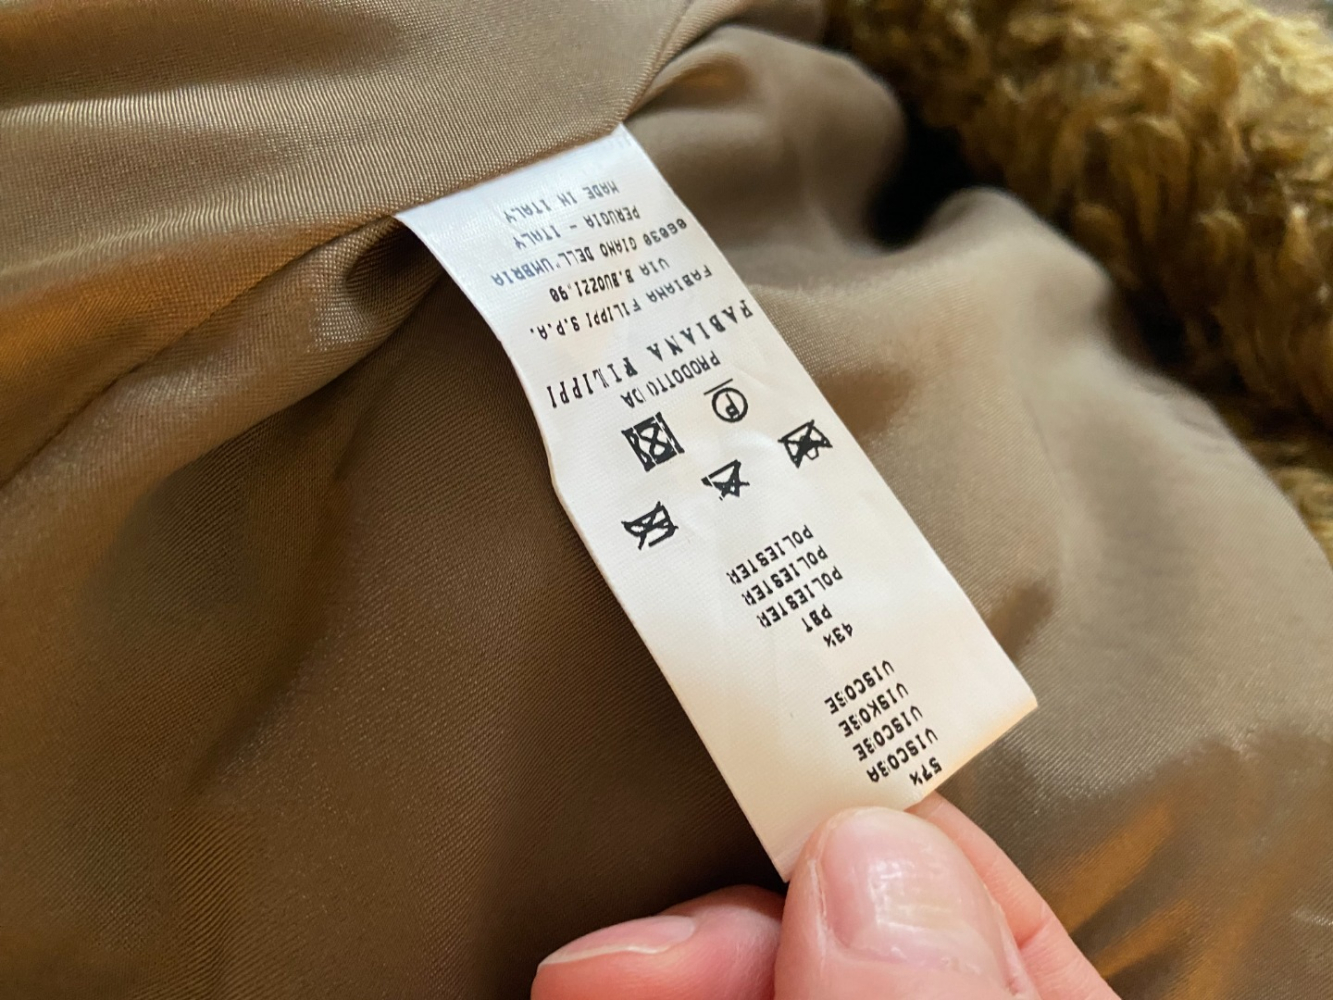 57%
VISCOSA
VISCOSE
VISKOSE
VISCOSE
43%
PBT
POLIESTER
POLIESTER
POLIESTER
P
PRODOTTO DA
FABIANA FILIPPI
FABIANA FILIPPI S.P.A.
VIA B.BUOZZI,90
06030 GIANO DELL'UMBRIA
PERUGIA - ITALY
MADE IN ITALY